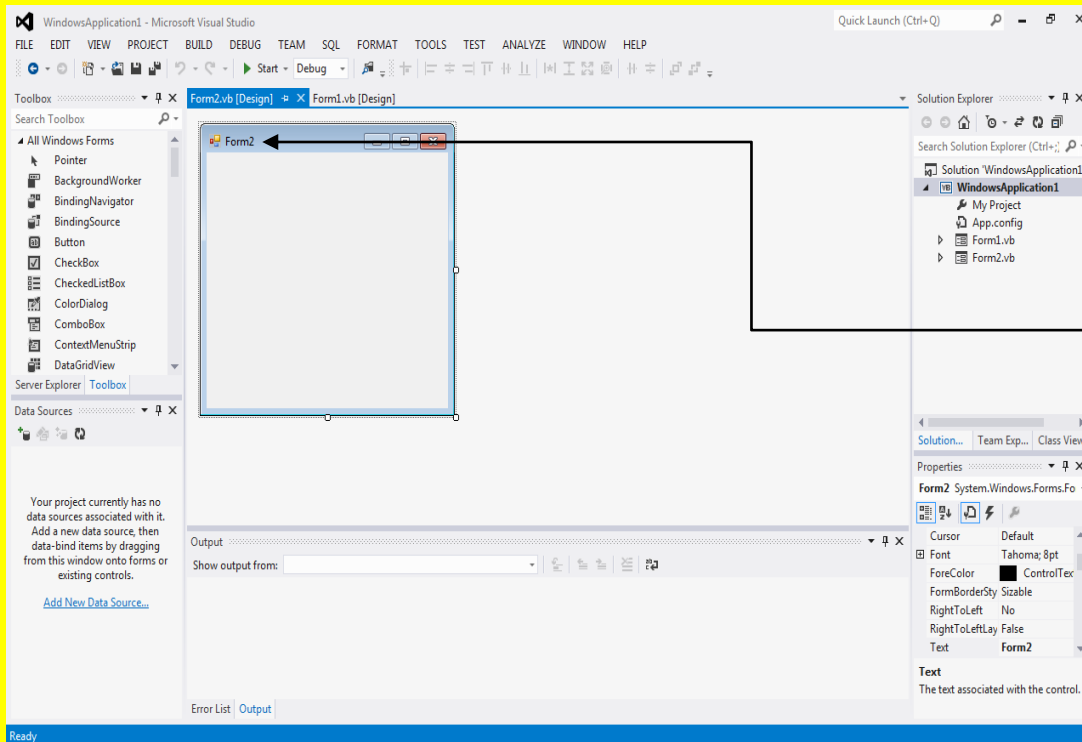 WindowsApplication1 - Microsoft Visual Studio
Quick Launch (Ctrl+Q)
FILE EDIT VIEW PROJECT BUILD DEBUG TEAM SQL FORMAT TOOLS TEST ANALYZE WINDOW HELP
Start Debug
Toolbox
Search Toolbox
All Windows Forms
Pointer
BackgroundWorker
BindingNavigator
BindingSource
Button
CheckBox
CheckedListBox
ColorDialog
ComboBox
ContextMenuStrip
DataGridView
Server Explorer Toolbox
Data Sources
Your project currently has no
data sources associated with it.
Add a new data source, then
data-bind items by dragging
from this window onto forms or
existing controls.
Add New Data Source...
Form2.vb [Design] Form1.vb [Design]
Form2
Output
Show output from:
Error List Output
Solution Explorer
Search Solution Explorer (Ctrl+;)
Solution 'WindowsApplication1
WindowsApplication1
My Project
App.config
Form1.vb
Form2.vb
Solution... Team Exp... Class View
Properties
Form2 System.Windows.Forms.Fo
Cursor Default
Font Tahoma; 8pt
ForeColor ControlTex
FormBorderSty Sizable
RightToLeft No
RightToLeftLay False
Text Form2
Text
The text associated with the control.
Ready